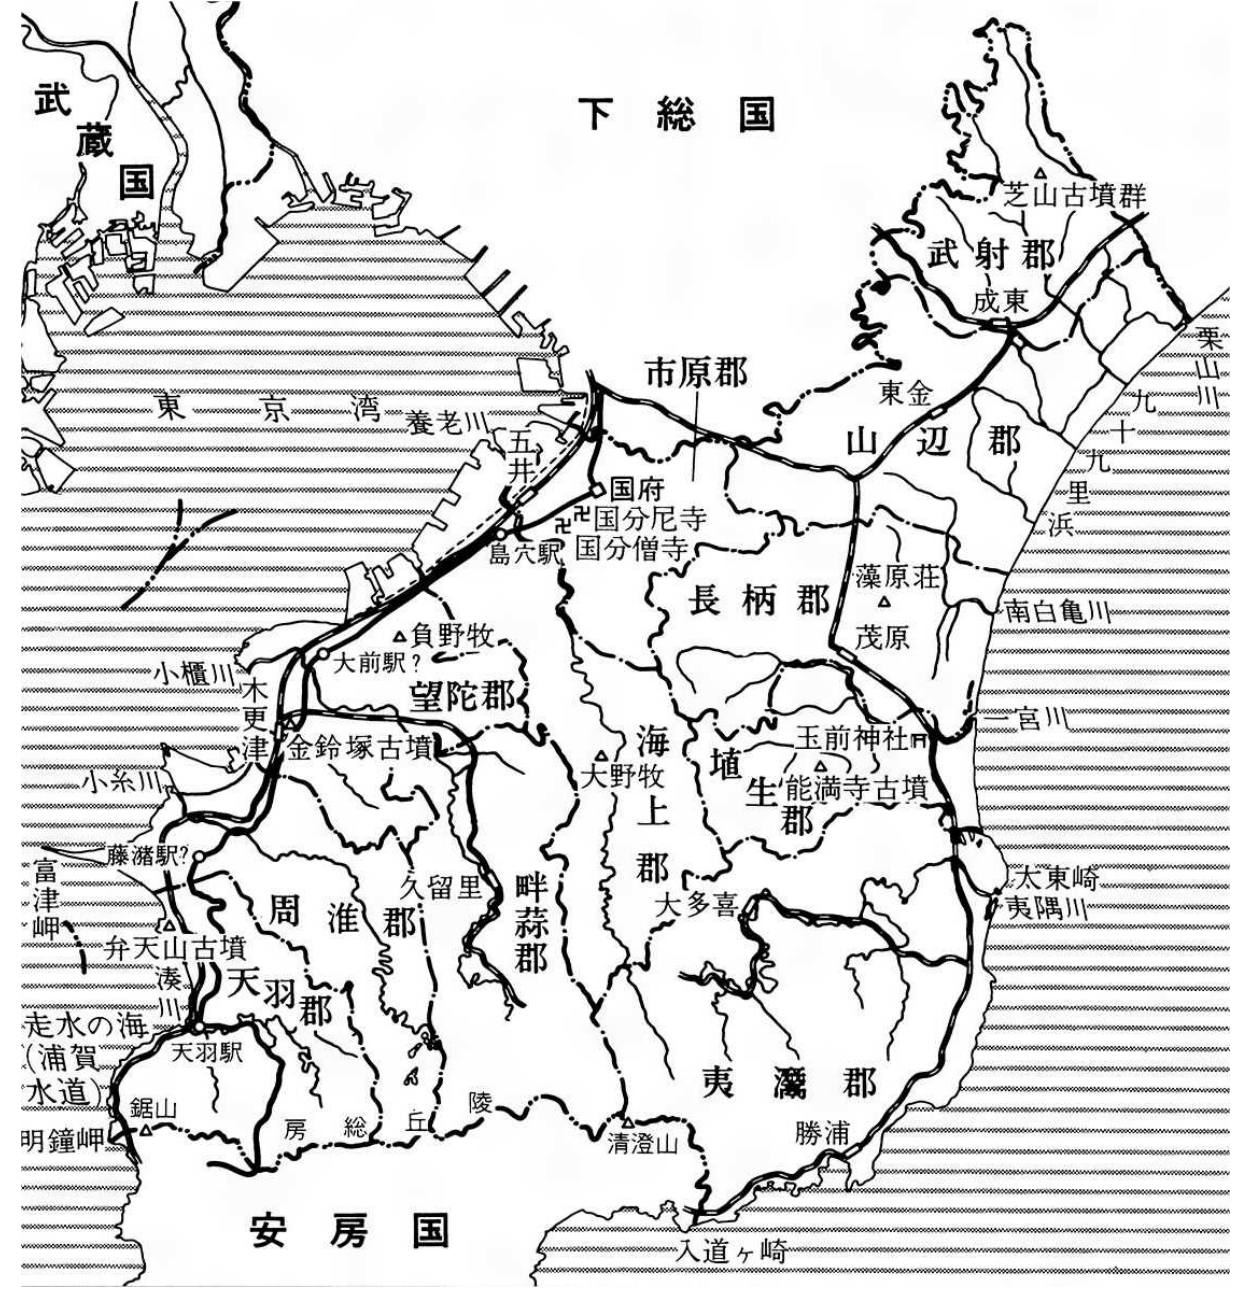 武蔵国
下総国
芝山古墳群
武射郡
成東
栗山川
市原郡
東金
東京湾
養老川
九十九里浜
五井
山辺郡
国府
卍国分尼寺
卍国分僧寺
島穴駅
藻原荘
長柄郡
南白亀川
負野牧
茂原
大前駅？
小櫃川
望陀郡
木更津
一宮川
海上郡
玉前神社
金鈴塚古墳
埴生郡
大野牧
小糸川
能満寺古墳
藤潴駅？
富津岬
太東崎
久留里
畔蒜郡
大多喜
夷隅川
周淮郡
弁天山古墳
湊川
天羽郡
走水の海
（浦賀
水道）
天羽駅
夷灊郡
鋸山
房総丘陵
明鐘岬
清澄山
勝浦
安房国
入道ヶ崎